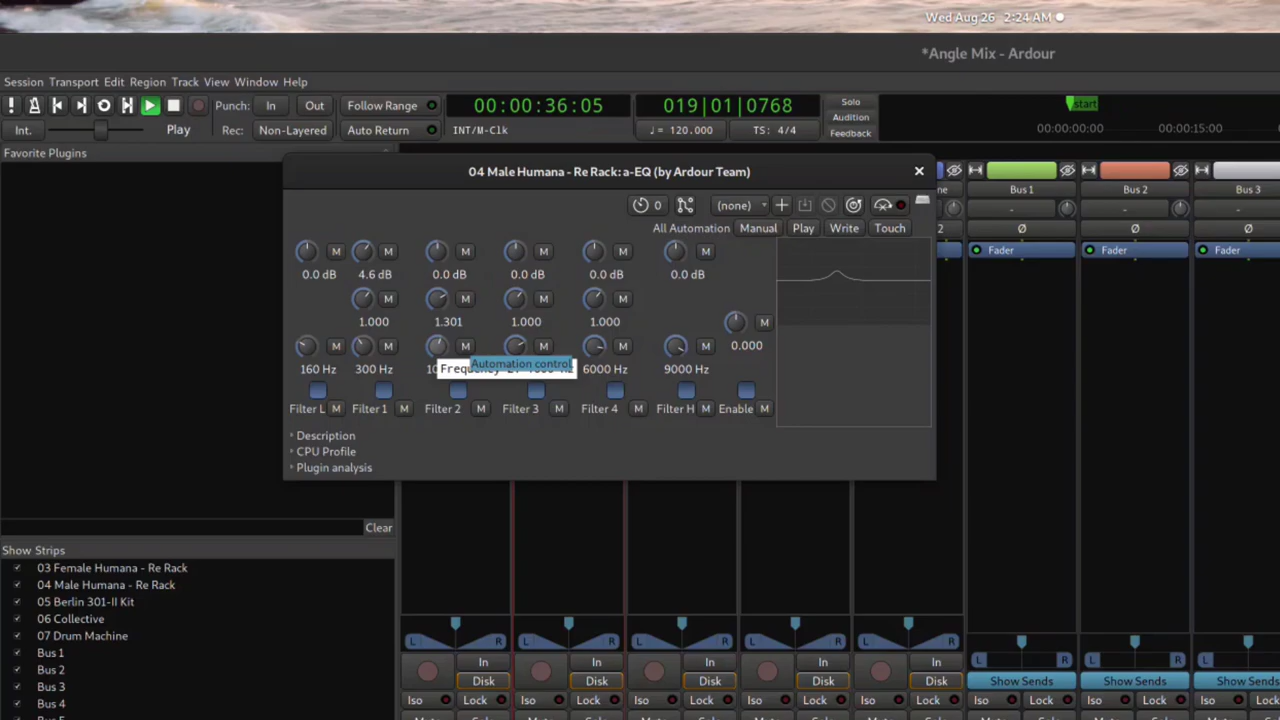 Wed Aug 26 2:24 AM
*Angle Mix - Ardour
Session Transport Edit Region Track View Window Help
Punch: In Out Follow Range 00:00:36:05 019|01|0768 Solo Audition Feedback start
Int. Play Rec: Non-Layered Auto Return INT/M-Clk ♩ = 120.000 TS: 4/4 00:00:00:00 00:00:15:00
Favorite Plugins
04 Male Humana - Re Rack: a-EQ (by Ardour Team)
Bus 1 Bus 2 Bus 3
0 (none)
- - -
All Automation Manual Play Write Touch
2 Ø Ø Ø
M M M M M M
Fader Fader Fader
0.0 dB 4.6 dB 0.0 dB 0.0 dB 0.0 dB 0.0 dB
M M M M
1.000 1.301 1.000 1.000 M
0.000
M M M M M M
160 Hz 300 Hz 6000 Hz 9000 Hz
Automation control
Filter L M Filter 1 M Filter 2 M Filter 3 M Filter 4 M Filter H M Enable M
Description
CPU Profile
Plugin analysis
Clear
Show Strips
03 Female Humana - Re Rack
04 Male Humana - Re Rack
05 Berlin 301-II Kit
06 Collective
07 Drum Machine
Bus 1
Bus 2
Bus 3
Bus 4
L R L R L R L R L R L R L R L
In In In In In
Disk Disk Disk Disk Disk Show Sends Show Sends Show Sends
Iso Lock Iso Lock Iso Lock Iso Lock Iso Lock Iso Lock Iso Lock Iso Lock